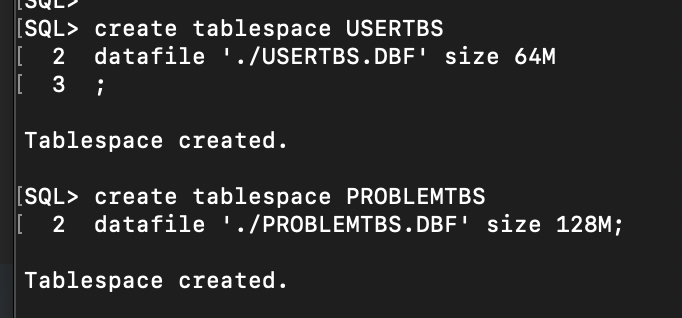 [SQL>
[SQL> create tablespace USERTBS
[  2  datafile './USERTBS.DBF' size 64M
[  3  ;
Tablespace created.
[SQL> create tablespace PROBLEMTBS
[  2  datafile './PROBLEMTBS.DBF' size 128M;
Tablespace created.